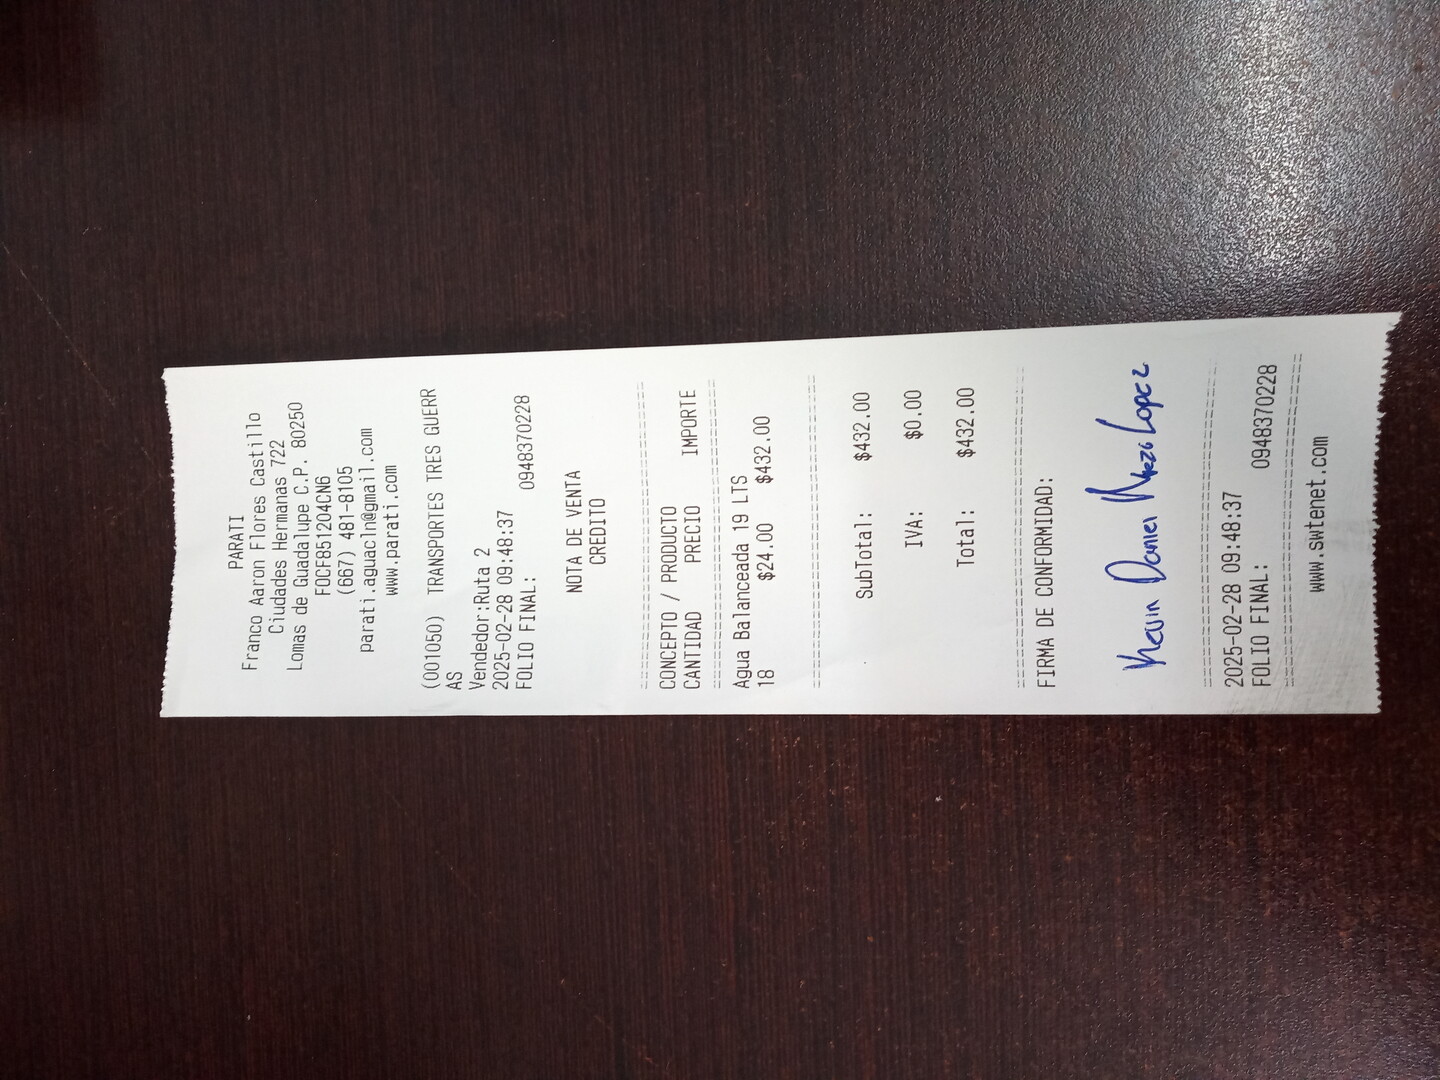 PARATI
Franco Aaron Flores Castillo
Ciudades Hermanas 722
Lomas de Guadalupe C.P. 80250
FOCF851204CN6
(667) 481-8105
parati.aguacln@gmail.com
www.parati.com
(001050) TRANSPORTES TRES GUERR
AS
Vendedor:Ruta 2
2025-02-28 09:48:37
FOLIO FINAL: 0948370228
NOTA DE VENTA
CREDITO
CONCEPTO / PRODUCTO
CANTIDAD PRECIO IMPORTE
Agua Balanceada 19 LTS
18 $24.00 $432.00
SubTotal: $432.00
IVA: $0.00
Total: $432.00
FIRMA DE CONFORMIDAD:
Kevin Daniel Lopez
2025-02-28 09:48:37
FOLIO FINAL: 0948370228
www.swtenet.com